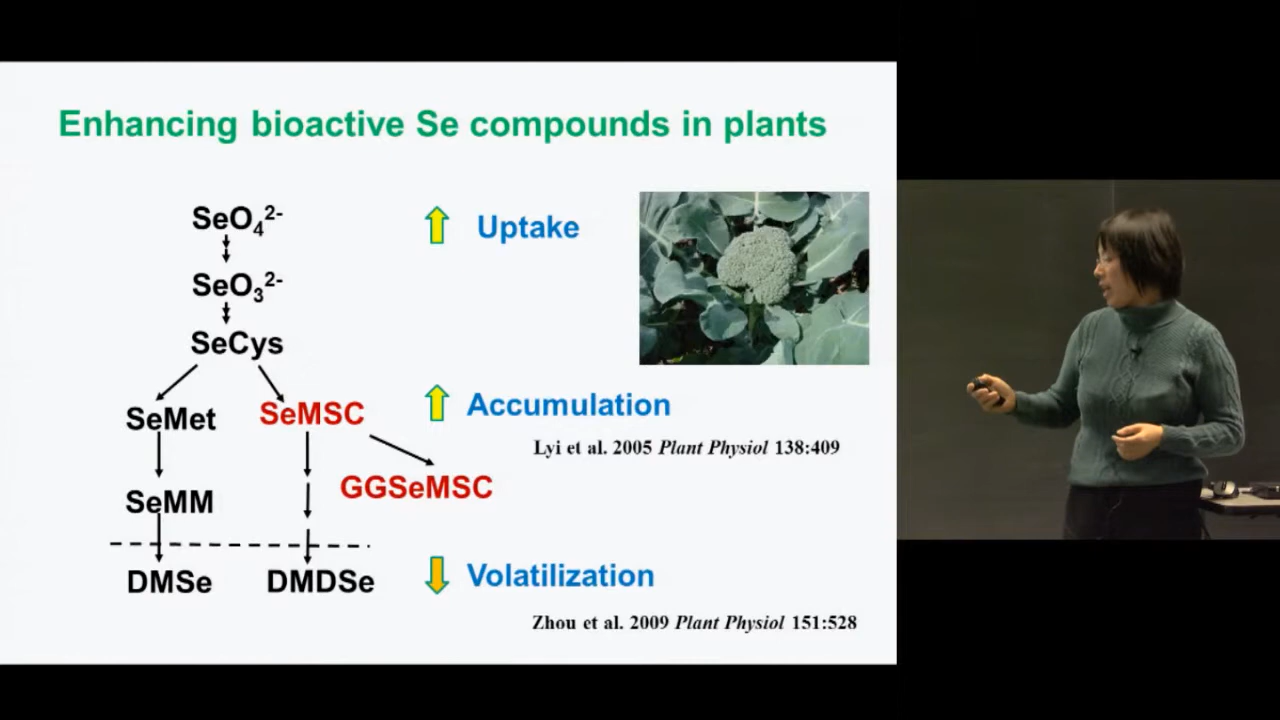 Enhancing bioactive Se compounds in plants
SeO₄²⁻
Uptake
SeO₃²⁻
SeCys
SeMet
SeMSC
Accumulation
Lyi et al. 2005 Plant Physiol 138:409
GGSeMSC
SeMM
DMSe
DMDSe
Volatilization
Zhou et al. 2009 Plant Physiol 151:528